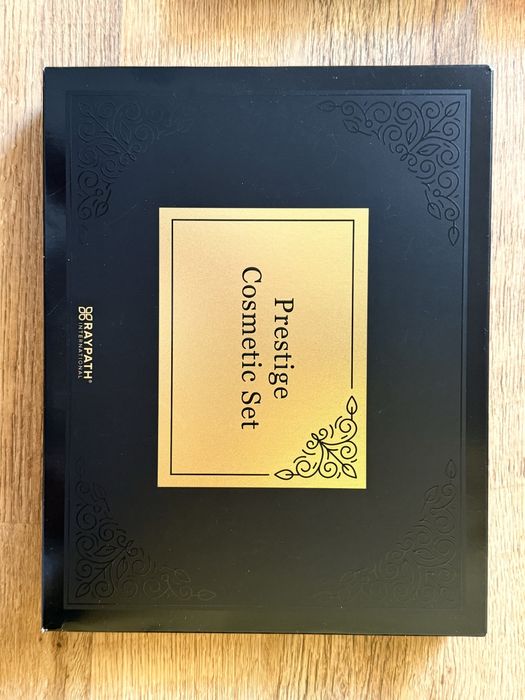 Prestige
Cosmetic Set
RAYPATH®
INTERNATIONAL